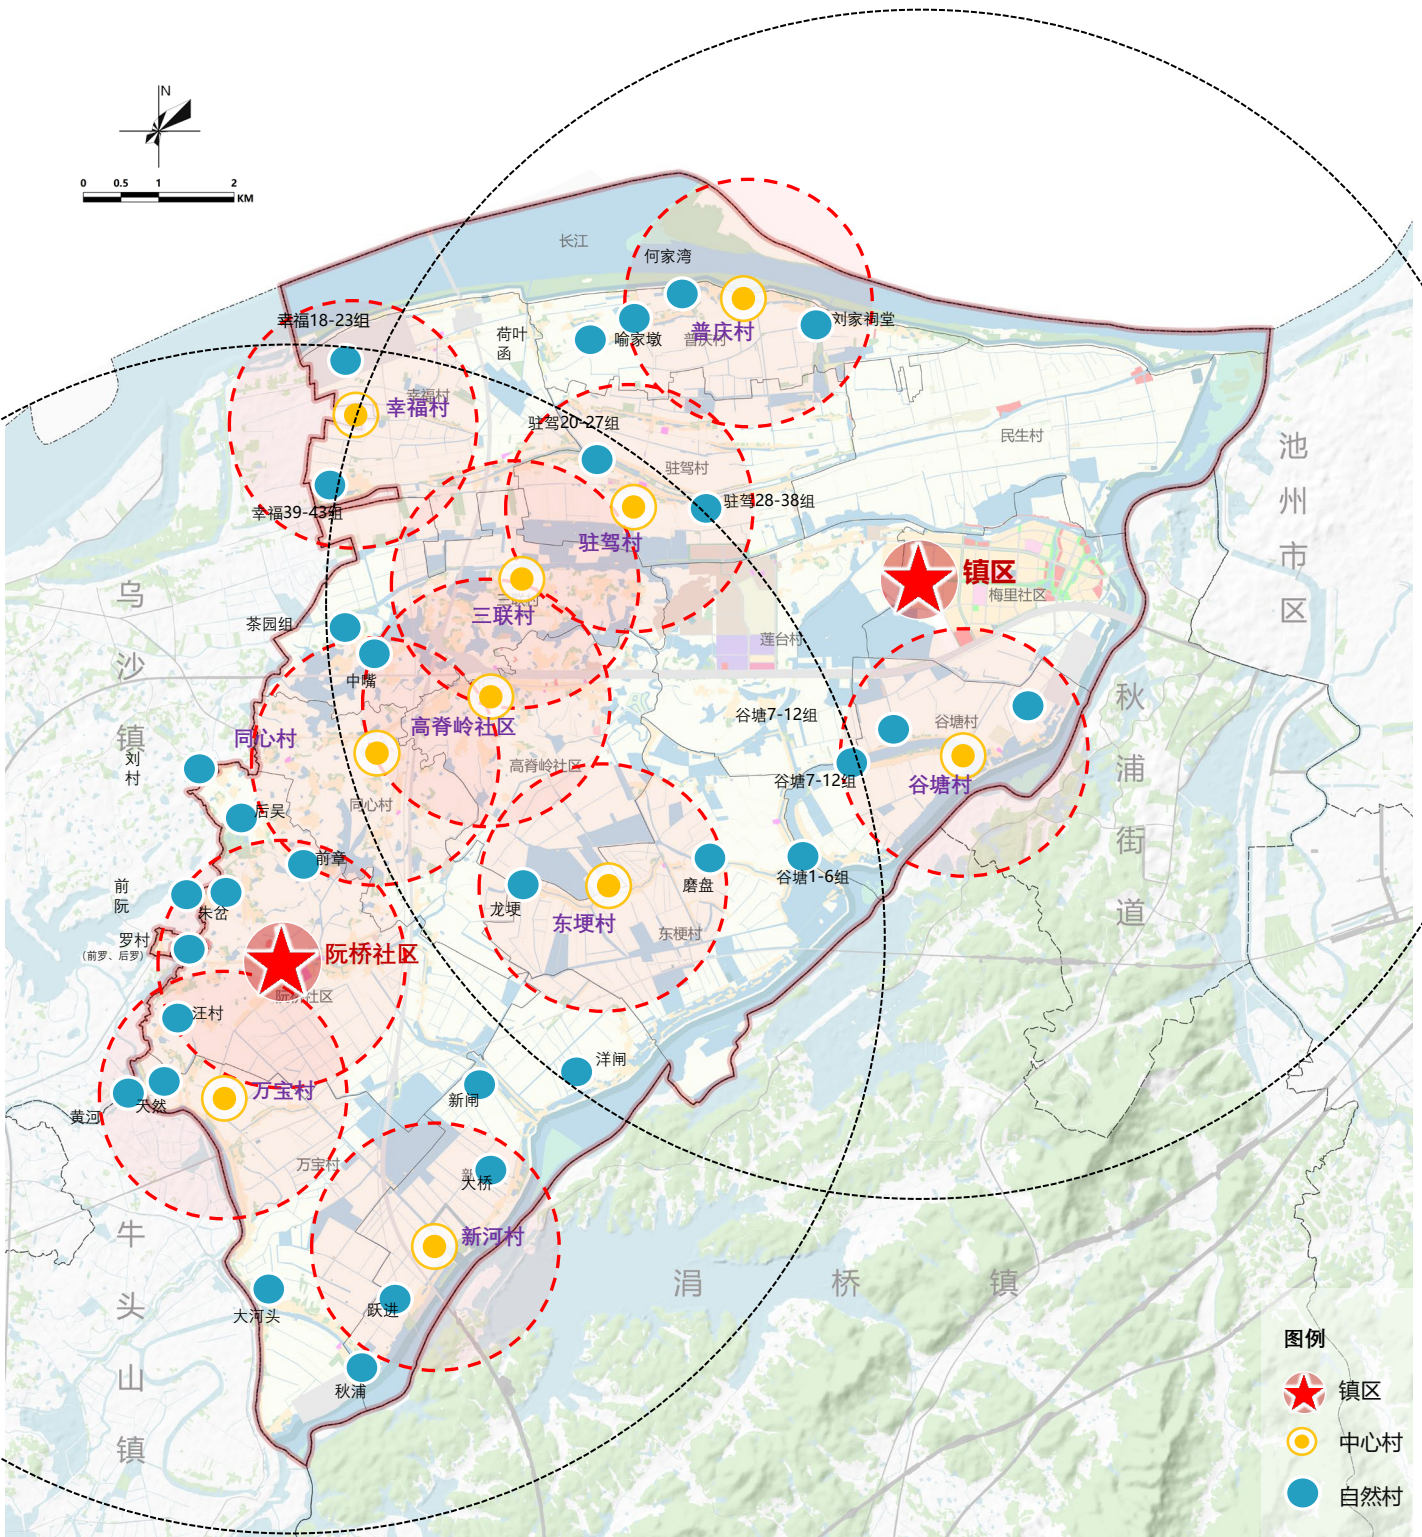 N
0 0.5 1 2
KM
长江
何家湾
幸福18-23组
荷叶
函
喻家墩
普庆村
刘家祠堂
幸福村
幸福村
驻驾20-27组
民生村
池
州
市
区
驻驾村
幸福39-43组
驻驾28-38组
驻驾村
镇区
梅里社区
乌
沙
镇
三联村
茶园组
莲台村
中嘴
高脊岭社区
谷塘7-12组
谷塘村
秋
浦
街
道
同心村
刘
村
高脊岭社区
谷塘7-12组
谷塘村
同心村
后吴
前章
磨盘
谷塘1-6组
前
阮
朱岔
龙埂
东埂村
东埂村
罗村
(前罗、后罗)
阮桥社区
汪村
洋闸
万宝村
新闸
天然
黄河
万宝村
大桥
新河村
牛
头
山
镇
涓 桥 镇
大河头
跃进
秋浦
图例
镇区
中心村
自然村